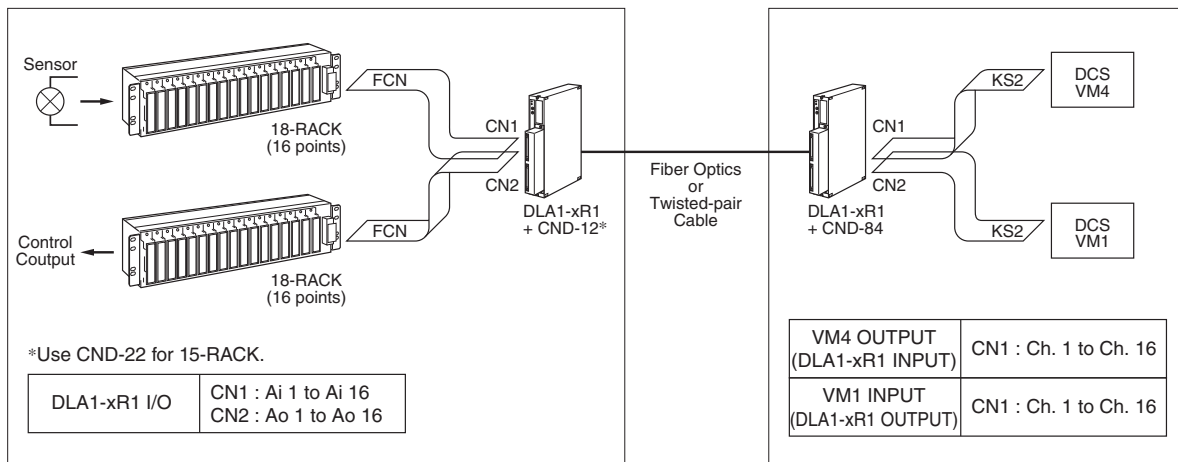 Sensor
FCN
18-RACK
(16 points)
CN1
CN2
DLA1-xR1
+ CND-12*
Control
Coutput
FCN
18-RACK
(16 points)
*Use CND-22 for 15-RACK.
DLA1-xR1 I/O
CN1 : Ai 1 to Ai 16
CN2 : Ao 1 to Ao 16
Fiber Optics
or
Twisted-pair
Cable
CN1
CN2
DLA1-xR1
+ CND-84
KS2
DCS
VM4
KS2
DCS
VM1
VM4 OUTPUT
(DLA1-xR1 INPUT)
CN1 : Ch. 1 to Ch. 16
VM1 INPUT
(DLA1-xR1 OUTPUT)
CN1 : Ch. 1 to Ch. 16